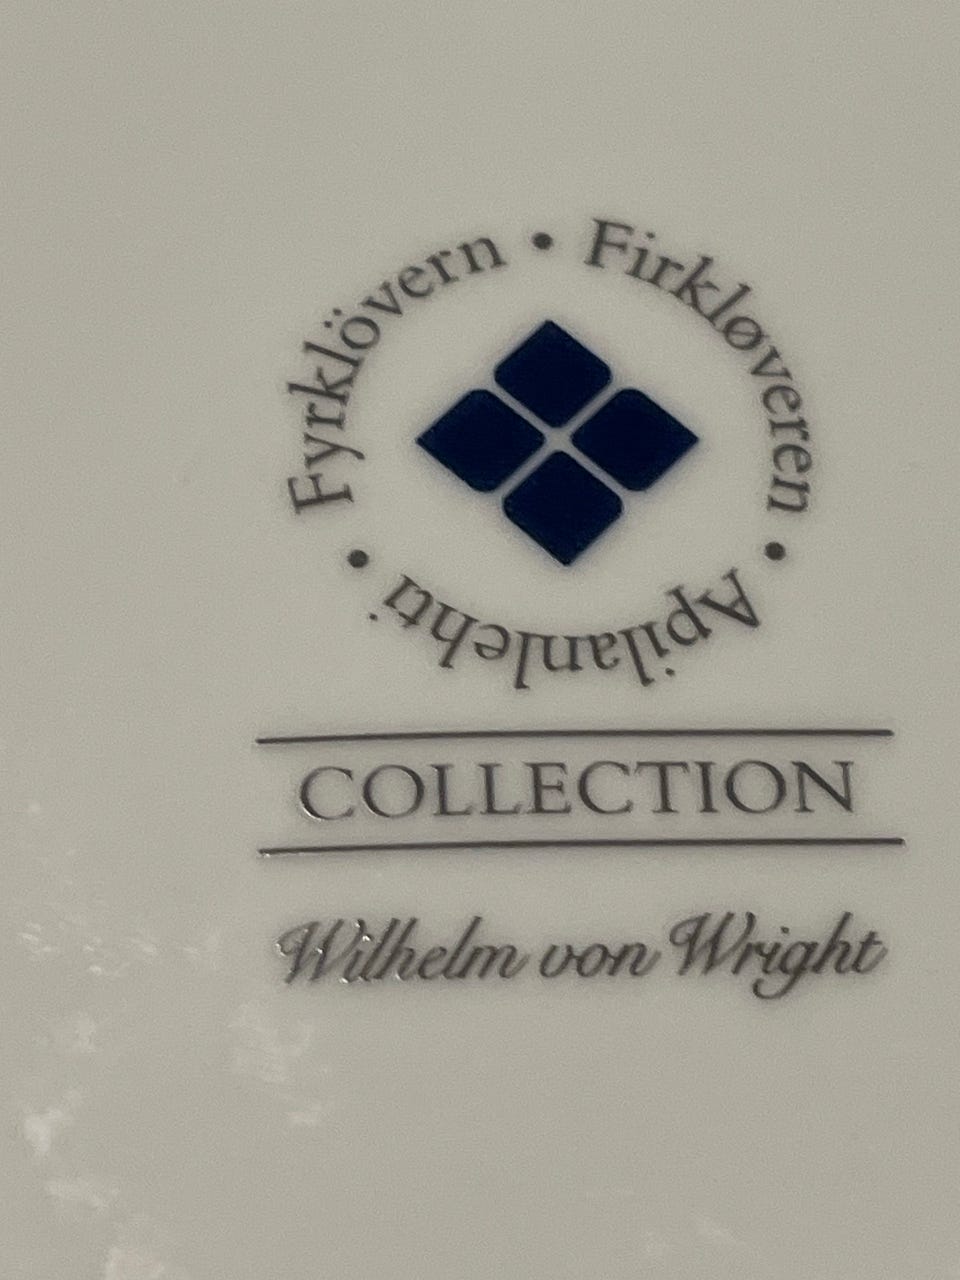 Fyrklövern • Firkløveren • Apilanlehti •
COLLECTION
Wilhelm von Wright